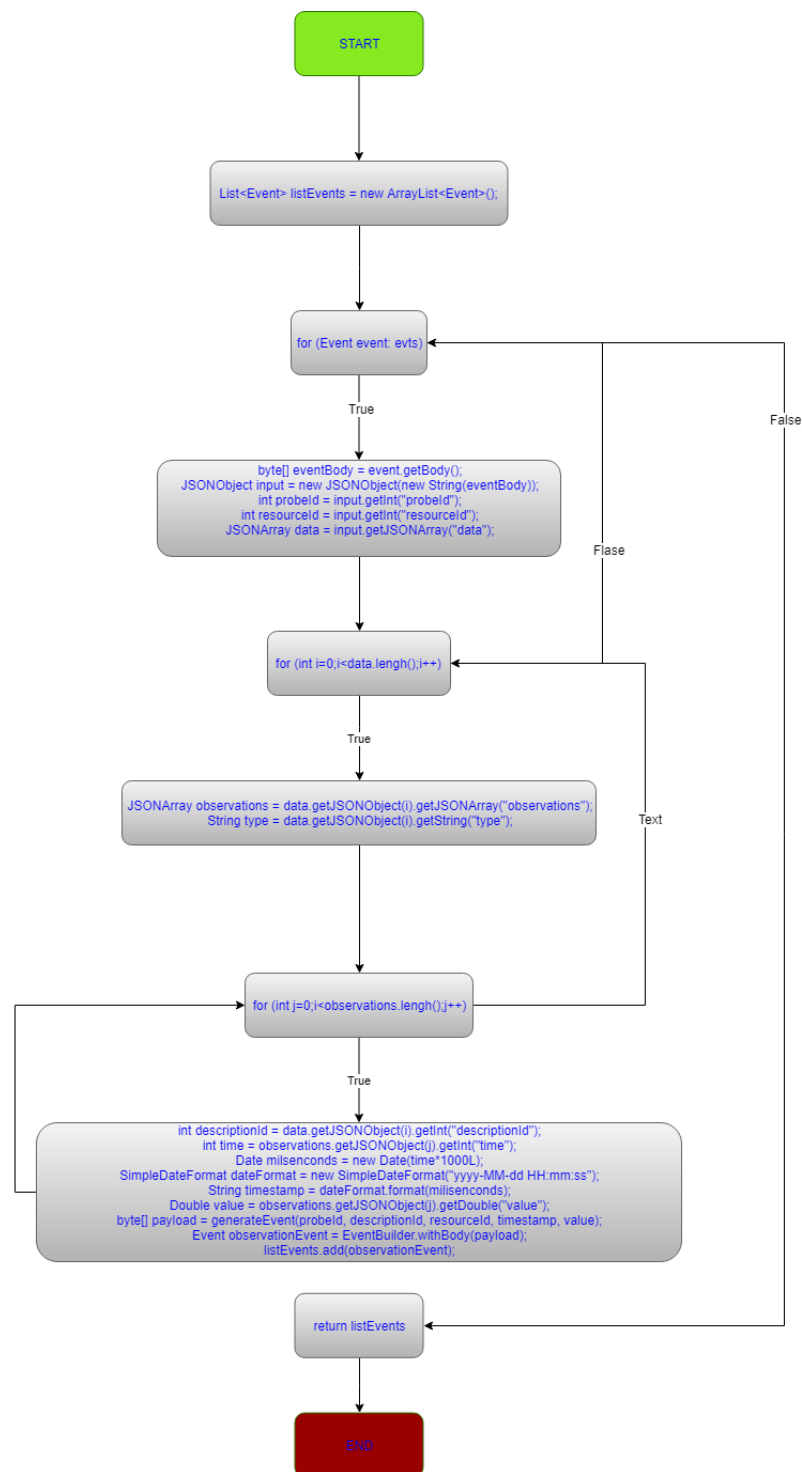 START
List<Event> listEvents = new ArrayList<Event>();
for (Event event: evts)
True
False
byte[] eventBody = event.getBody();
JSONObject input = new JSONObject(new String(eventBody));
int probeId = input.getInt("probeId");
int resourceId = input.getInt("resourceId");
JSONArray data = input.getJSONArray("data");
Flase
for (int i=0;i<data.lengh();i++)
True
JSONArray observations = data.getJSONObject(i).getJSONArray("observations");
String type = data.getJSONObject(i).getString("type");
Text
for (int j=0;i<observations.lengh();j++)
True
int descriptionId = data.getJSONObject(i).getInt("descriptionId");
int time = observations.getJSONObject(j).getInt("time");
Date milsenconds = new Date(time*1000L);
SimpleDateFormat dateFormat = new SimpleDateFormat("yyyy-MM-dd HH:mm:ss");
String timestamp = dateFormat.format(milisenconds);
Double value = observations.getJSONObject(j).getDouble("value");
byte[] payload = generateEvent(probeId, descriptionId, resourceId, timestamp, value);
Event observationEvent = EventBuilder.withBody(payload);
listEvents.add(observationEvent);
return listEvents
END